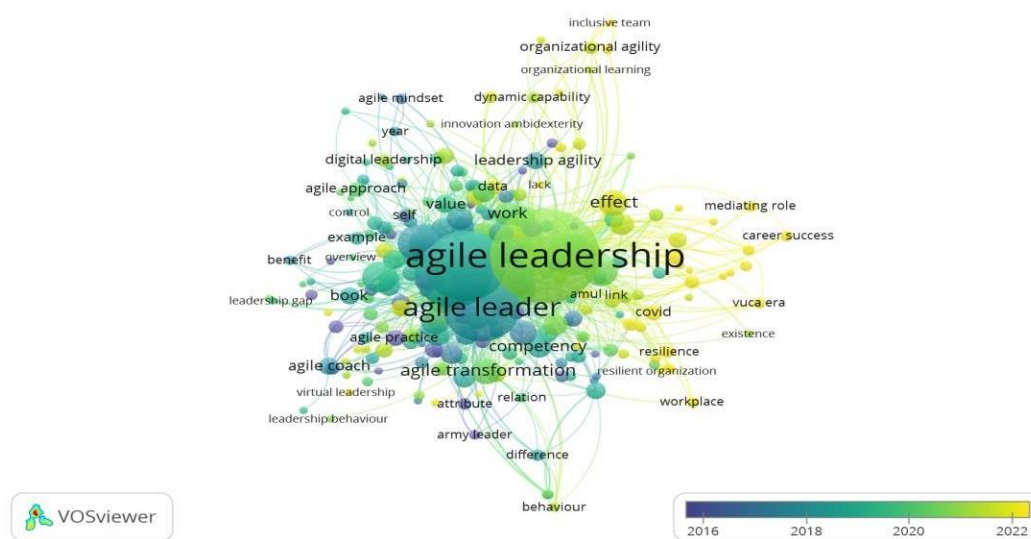 inclusive team
organizational agility
organizational learning
agile mindset
dynamic capability
innovation ambidexterity
year
digital leadership
leadership agility
agile approach
data
lack
control
self
value
work
effect
mediating role
example
career success
benefit
overview
agile leadership
leadership gap
book
agile leader
amul
link
covid
vuca era
agile practice
competency
existence
resilience
agile coach
agile transformation
resilient organization
virtual leadership
attribute
relation
workplace
leadership behaviour
army leader
difference
behaviour
VOSviewer
2016
2018
2020
2022